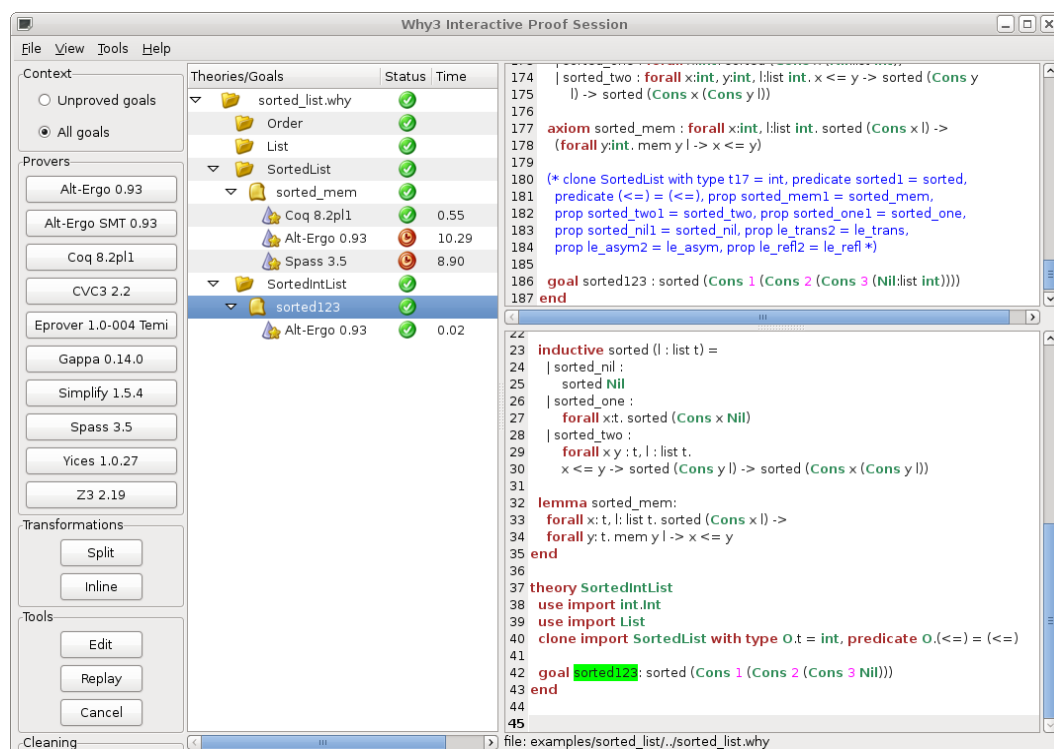 Why3 Interactive Proof Session
File View Tools Help
Context
Unproved goals
All goals
Provers
Alt-Ergo 0.93
Alt-Ergo SMT 0.93
Coq 8.2pl1
CVC3 2.2
Eprover 1.0-004 Temi
Gappa 0.14.0
Simplify 1.5.4
Spass 3.5
Yices 1.0.27
Z3 2.19
Transformations
Split
Inline
Tools
Edit
Replay
Cancel
Cleaning
Theories/Goals Status Time
sorted_list.why
Order
List
SortedList
sorted_mem
Coq 8.2pl1 0.55
Alt-Ergo 0.93 10.29
Spass 3.5 8.90
SortedIntList
sorted123
Alt-Ergo 0.93 0.02
174 | sorted_two : forall x:int, y:int, l:list int. x <= y -> sorted (Cons y
175 l) -> sorted (Cons x (Cons y l))
176
177 axiom sorted_mem : forall x:int, l:list int. sorted (Cons x l) ->
178 (forall y:int. mem y l -> x <= y)
179
180 (* clone SortedList with type t17 = int, predicate sorted1 = sorted,
181 predicate (<=) = (<=), prop sorted_mem1 = sorted_mem,
182 prop sorted_two1 = sorted_two, prop sorted_one1 = sorted_one,
183 prop sorted_nil1 = sorted_nil, prop le_trans2 = le_trans,
184 prop le_asym2 = le_asym, prop le_refl2 = le_refl *)
185
186 goal sorted123 : sorted (Cons 1 (Cons 2 (Cons 3 (Nil:list int))))
187 end
22
23 inductive sorted (l : list t) =
24 | sorted_nil :
25 sorted Nil
26 | sorted_one :
27 forall x:t. sorted (Cons x Nil)
28 | sorted_two :
29 forall x y : t, l : list t.
30 x <= y -> sorted (Cons y l) -> sorted (Cons x (Cons y l))
31
32 lemma sorted_mem:
33 forall x: t, l: list t. sorted (Cons x l) ->
34 forall y: t. mem y l -> x <= y
35 end
36
37 theory SortedIntList
38 use import int.Int
39 use import List
40 clone import SortedList with type O.t = int, predicate O.(<=) = (<=)
41
42 goal sorted123: sorted (Cons 1 (Cons 2 (Cons 3 Nil)))
43 end
44
45
file: examples/sorted_list/../sorted_list.why